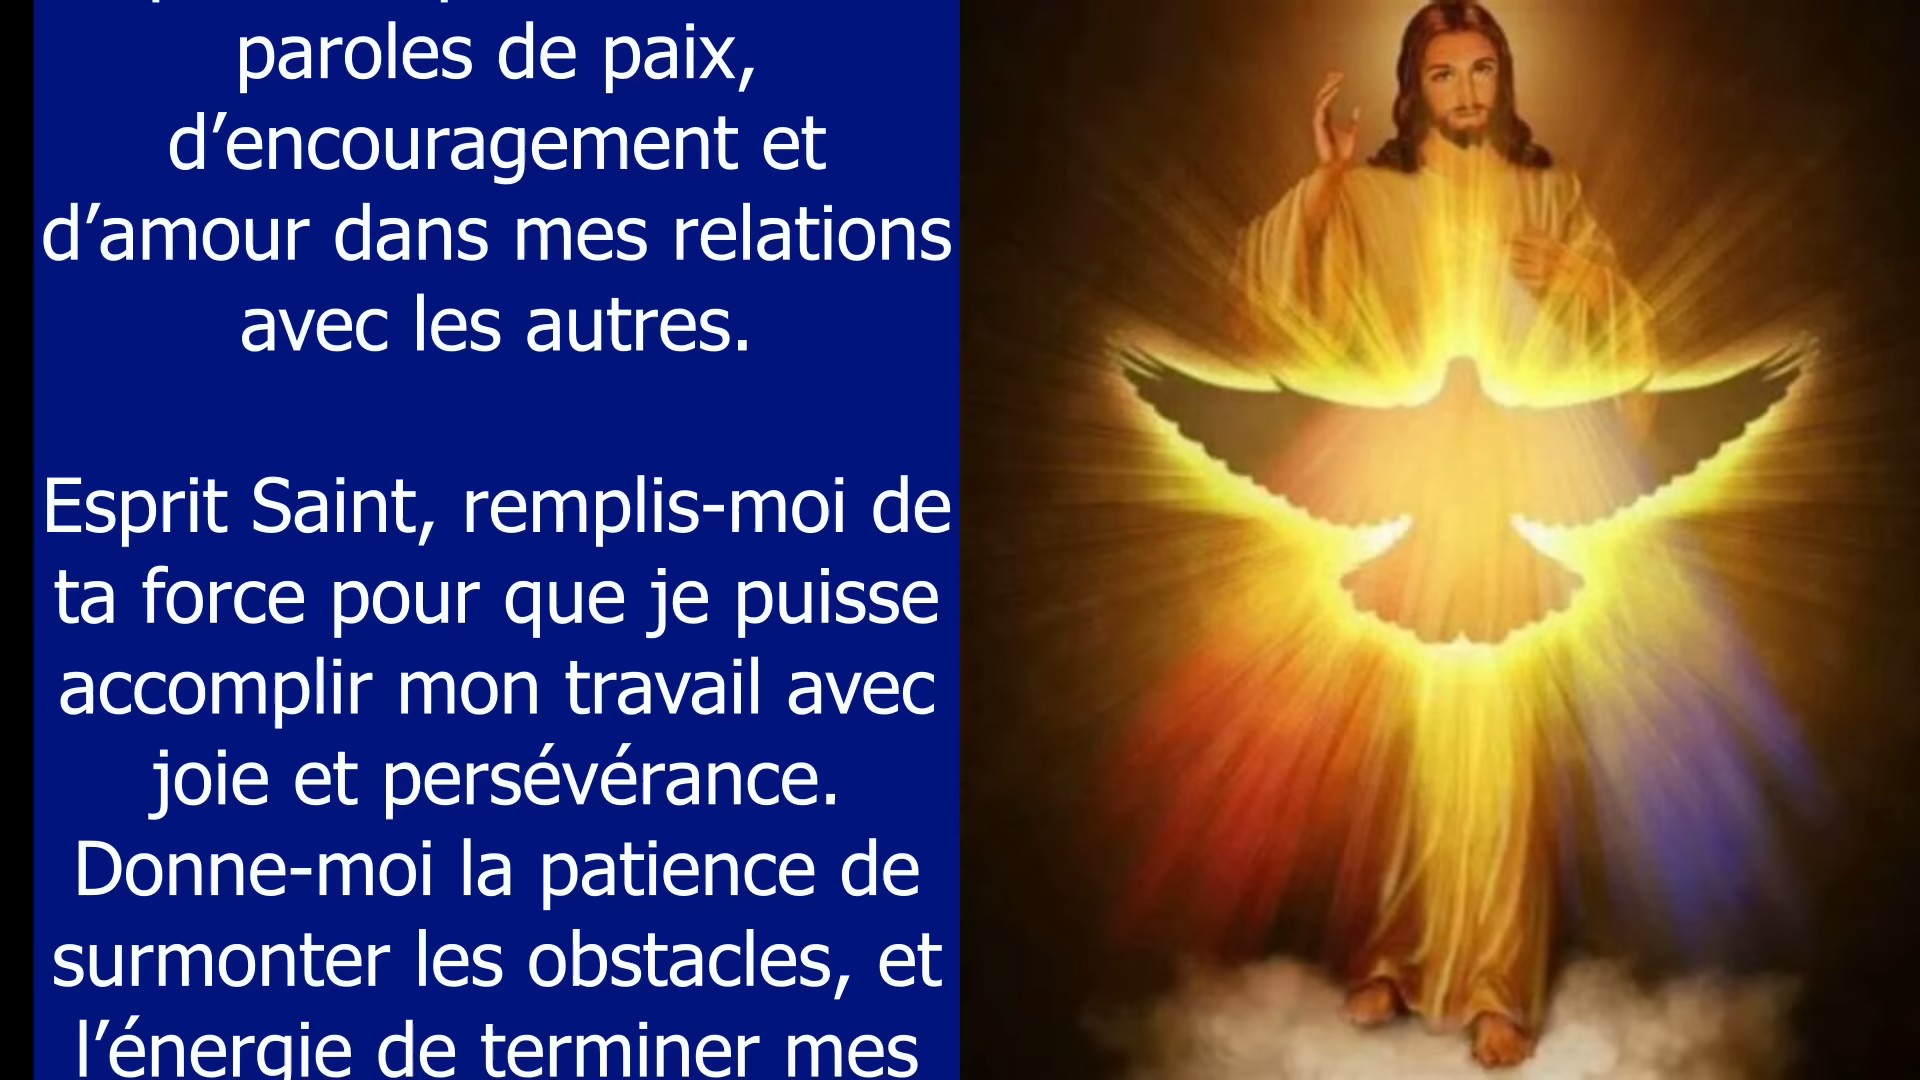 paroles de paix,
d’encouragement et
d’amour dans mes relations
avec les autres.
Esprit Saint, remplis-moi de
ta force pour que je puisse
accomplir mon travail avec
joie et persévérance.
Donne-moi la patience de
surmonter les obstacles, et
l’énergie de terminer mes